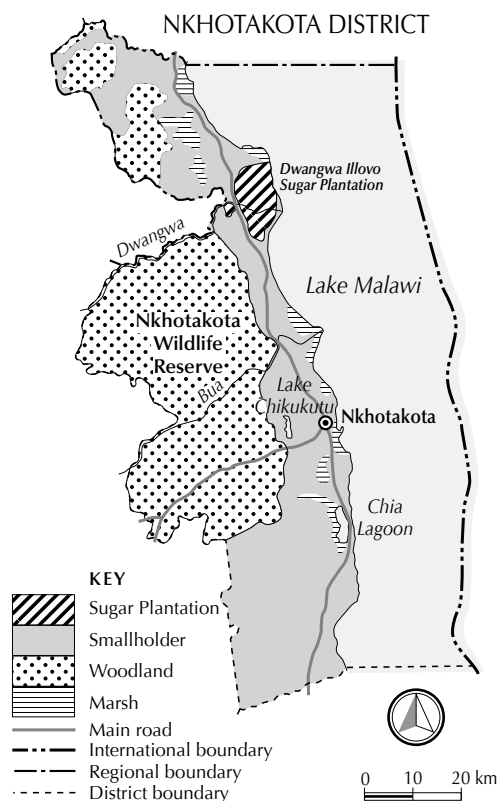 NKHOTAKOTA DISTRICT
Dwangwa Illovo
Sugar Plantation
Dwangwa
Lake Malawi
Nkhotakota
Wildlife
Reserve
Bua
Lake
Chikukutu
Nkhotakota
Chia
Lagoon
KEY
Sugar Plantation
Smallholder
Woodland
Marsh
Main road
International boundary
Regional boundary
District boundary
0 10 20 km